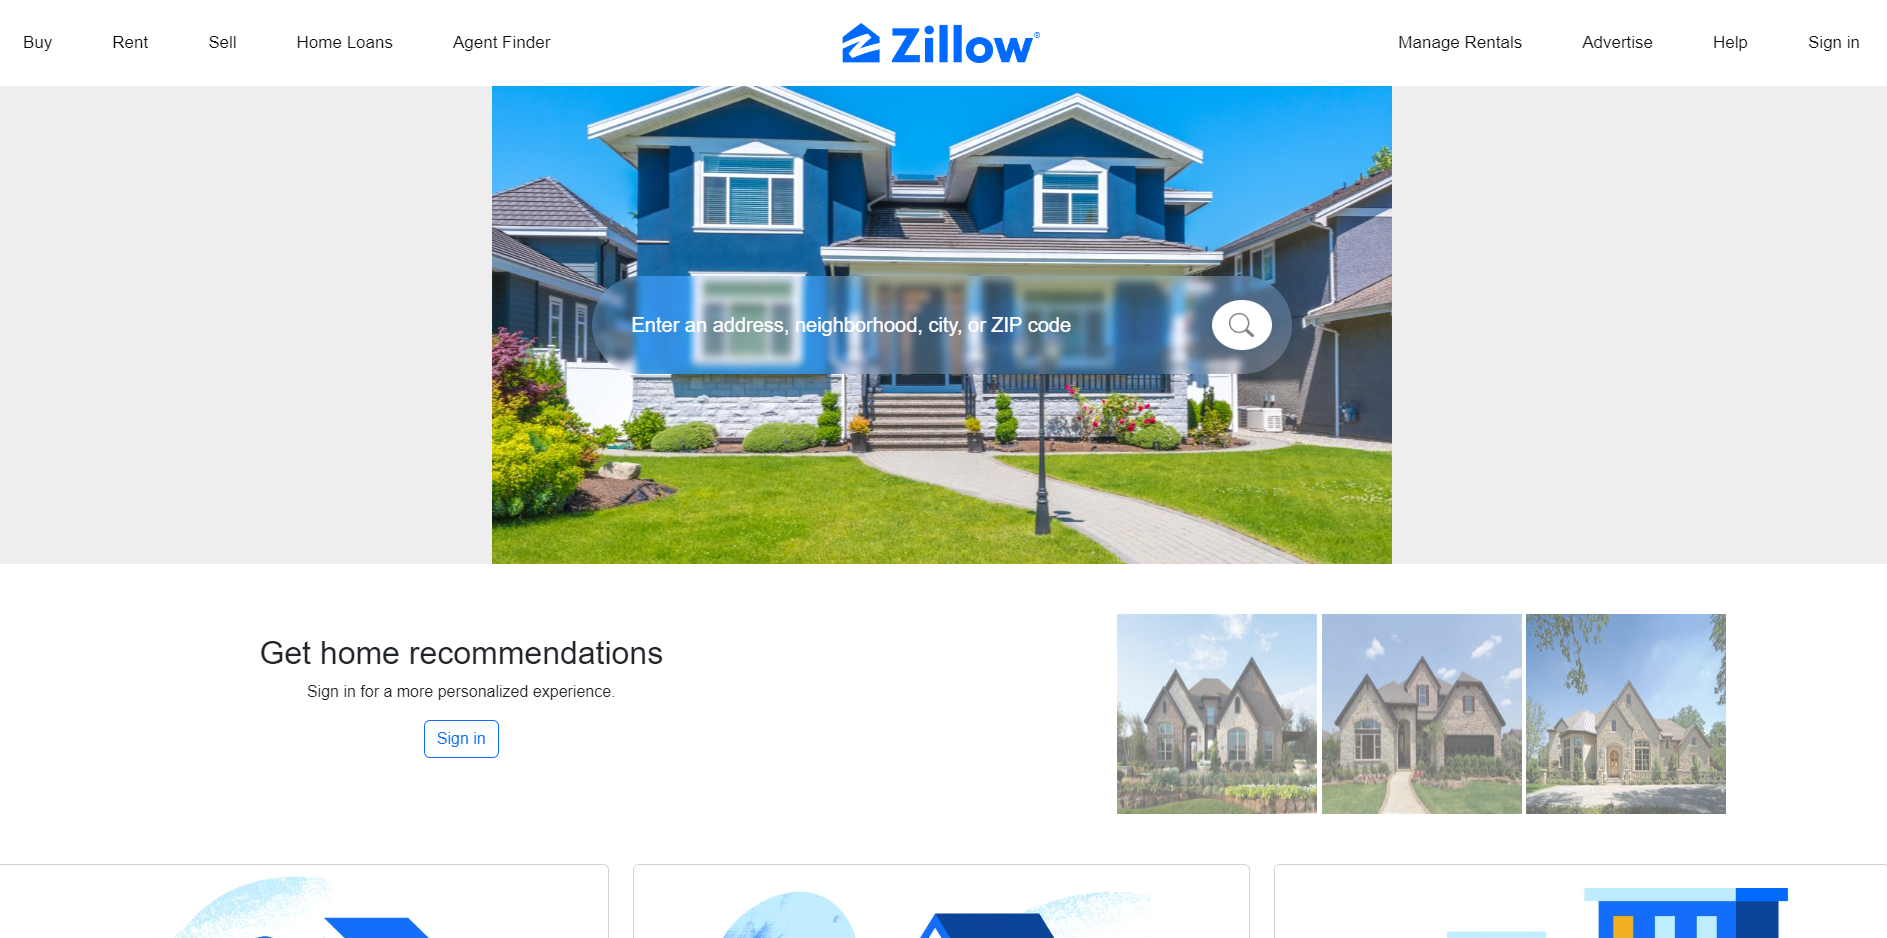 Buy Rent Sell Home Loans Agent Finder Zillow® Manage Rentals Advertise Help Sign in
Enter an address, neighborhood, city, or ZIP code
Get home recommendations
Sign in for a more personalized experience.
Sign in